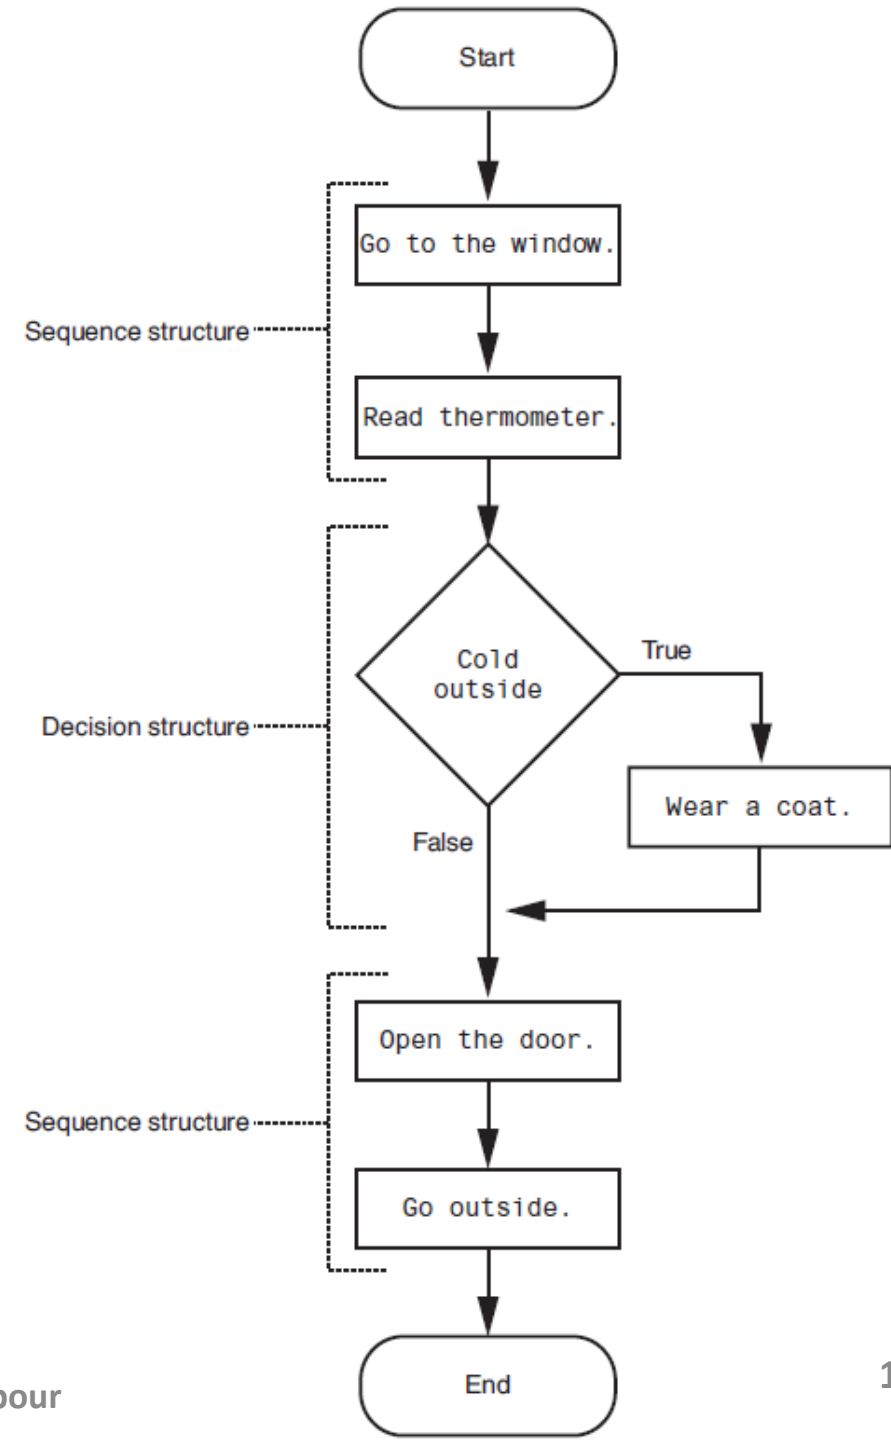 Start
Go to the window.
Sequence structure
Read thermometer.
Cold
outside
True
Decision structure
Wear a coat.
False
Open the door.
Sequence structure
Go outside.
End